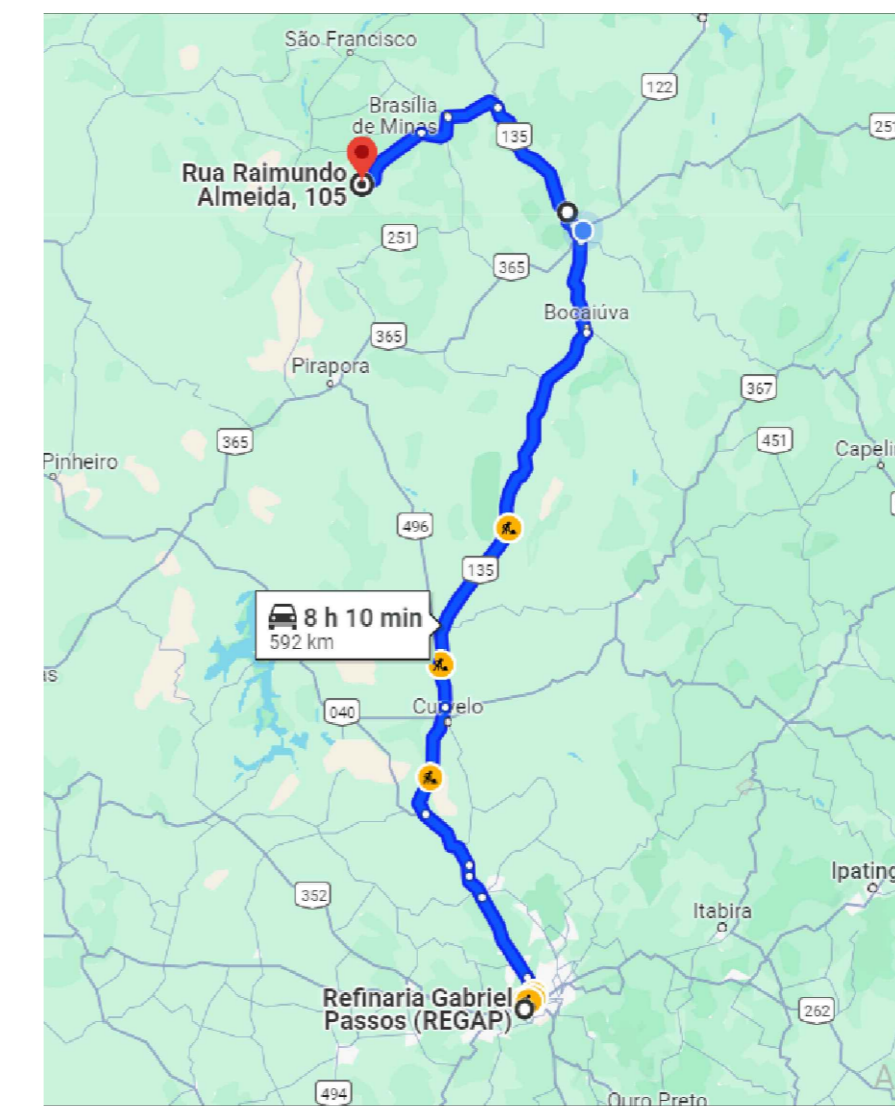 São Francisco
122
Brasília
de Minas
135
251
Rua Raimundo
Almeida, 105
251
365
Bocaiúva
365
Pirapora
367
365
451
Pinheiro
Capeli
496
135
8 h 10 min
592 km
as
040
Curvelo
352
Ipating
Itabira
Refinaria Gabriel
Passos (REGAP)
262
494
Ouro Preto
A